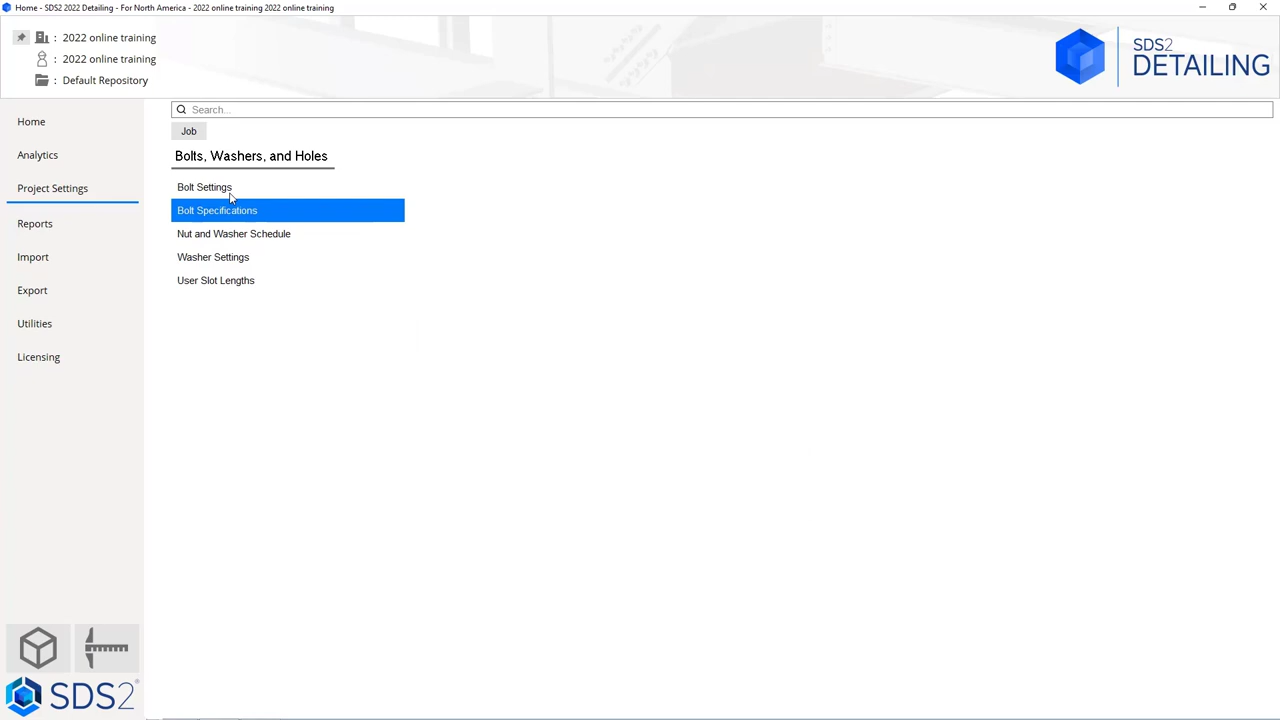 Home - SDS2 2022 Detailing - For North America - 2022 online training 2022 online training
: 2022 online training
: 2022 online training
: Default Repository
SDS2
DETAILING
Search...
Home
Job
Analytics
Bolts, Washers, and Holes
Project Settings
Bolt Settings
Bolt Specifications
Reports
Nut and Washer Schedule
Import
Washer Settings
Export
User Slot Lengths
Utilities
Licensing
SDS2